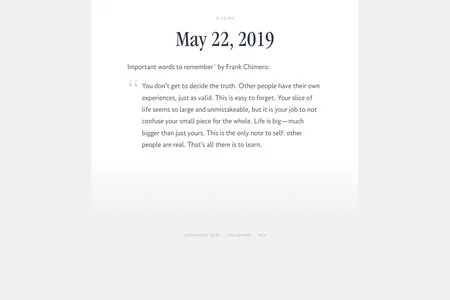 May 22, 2019
Important words to remember* by Frank Chimero:
“ You don't get to decide the truth. Other people have their own
experiences, just as valid. This is easy to forget. Your slice of
life seems so large and unmistakeable, but it is your job to not
confuse your small piece for the whole. Life is big—much
bigger than just yours. This is the only note to self: other
people are real. That's all there is to learn.